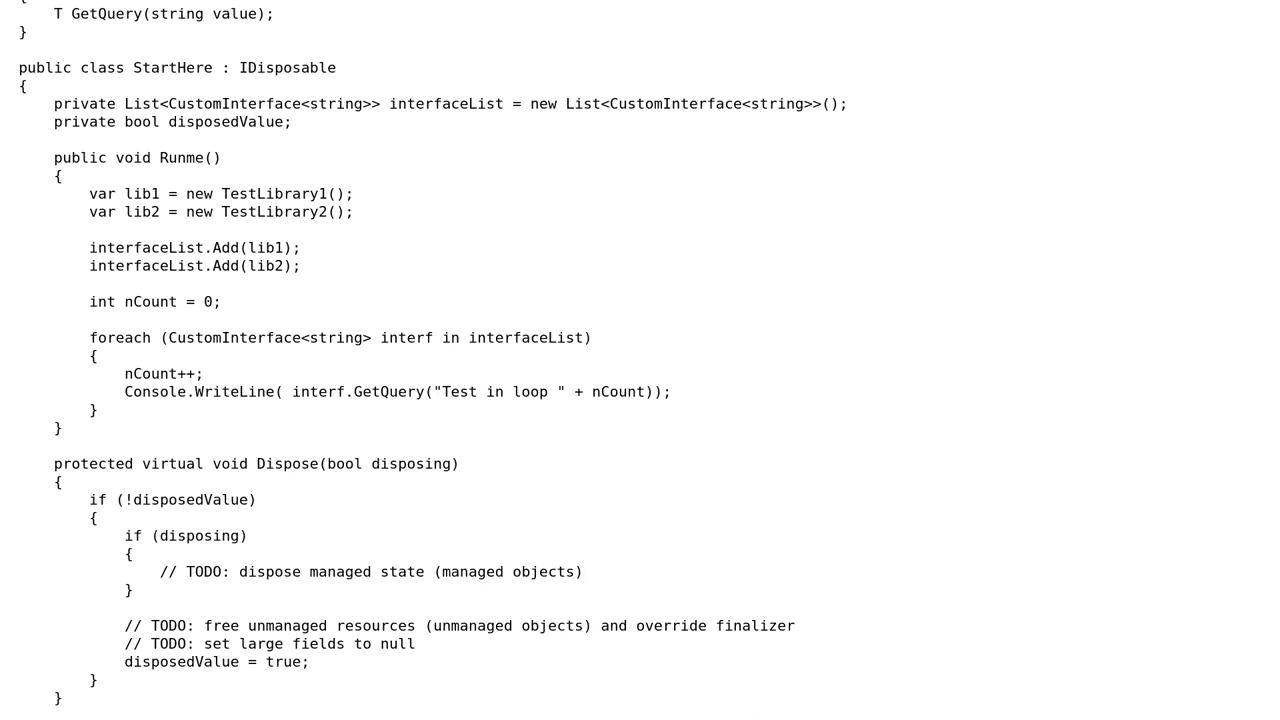 T GetQuery(string value);
}

public class StartHere : IDisposable
{
    private List<CustomInterface<string>> interfaceList = new List<CustomInterface<string>>();
    private bool disposedValue;

    public void Runme()
    {
        var lib1 = new TestLibrary1();
        var lib2 = new TestLibrary2();

        interfaceList.Add(lib1);
        interfaceList.Add(lib2);

        int nCount = 0;

        foreach (CustomInterface<string> interf in interfaceList)
        {
            nCount++;
            Console.WriteLine( interf.GetQuery("Test in loop " + nCount));
        }
    }

    protected virtual void Dispose(bool disposing)
    {
        if (!disposedValue)
        {
            if (disposing)
            {
                // TODO: dispose managed state (managed objects)
            }

            // TODO: free unmanaged resources (unmanaged objects) and override finalizer
            // TODO: set large fields to null
            disposedValue = true;
        }
    }